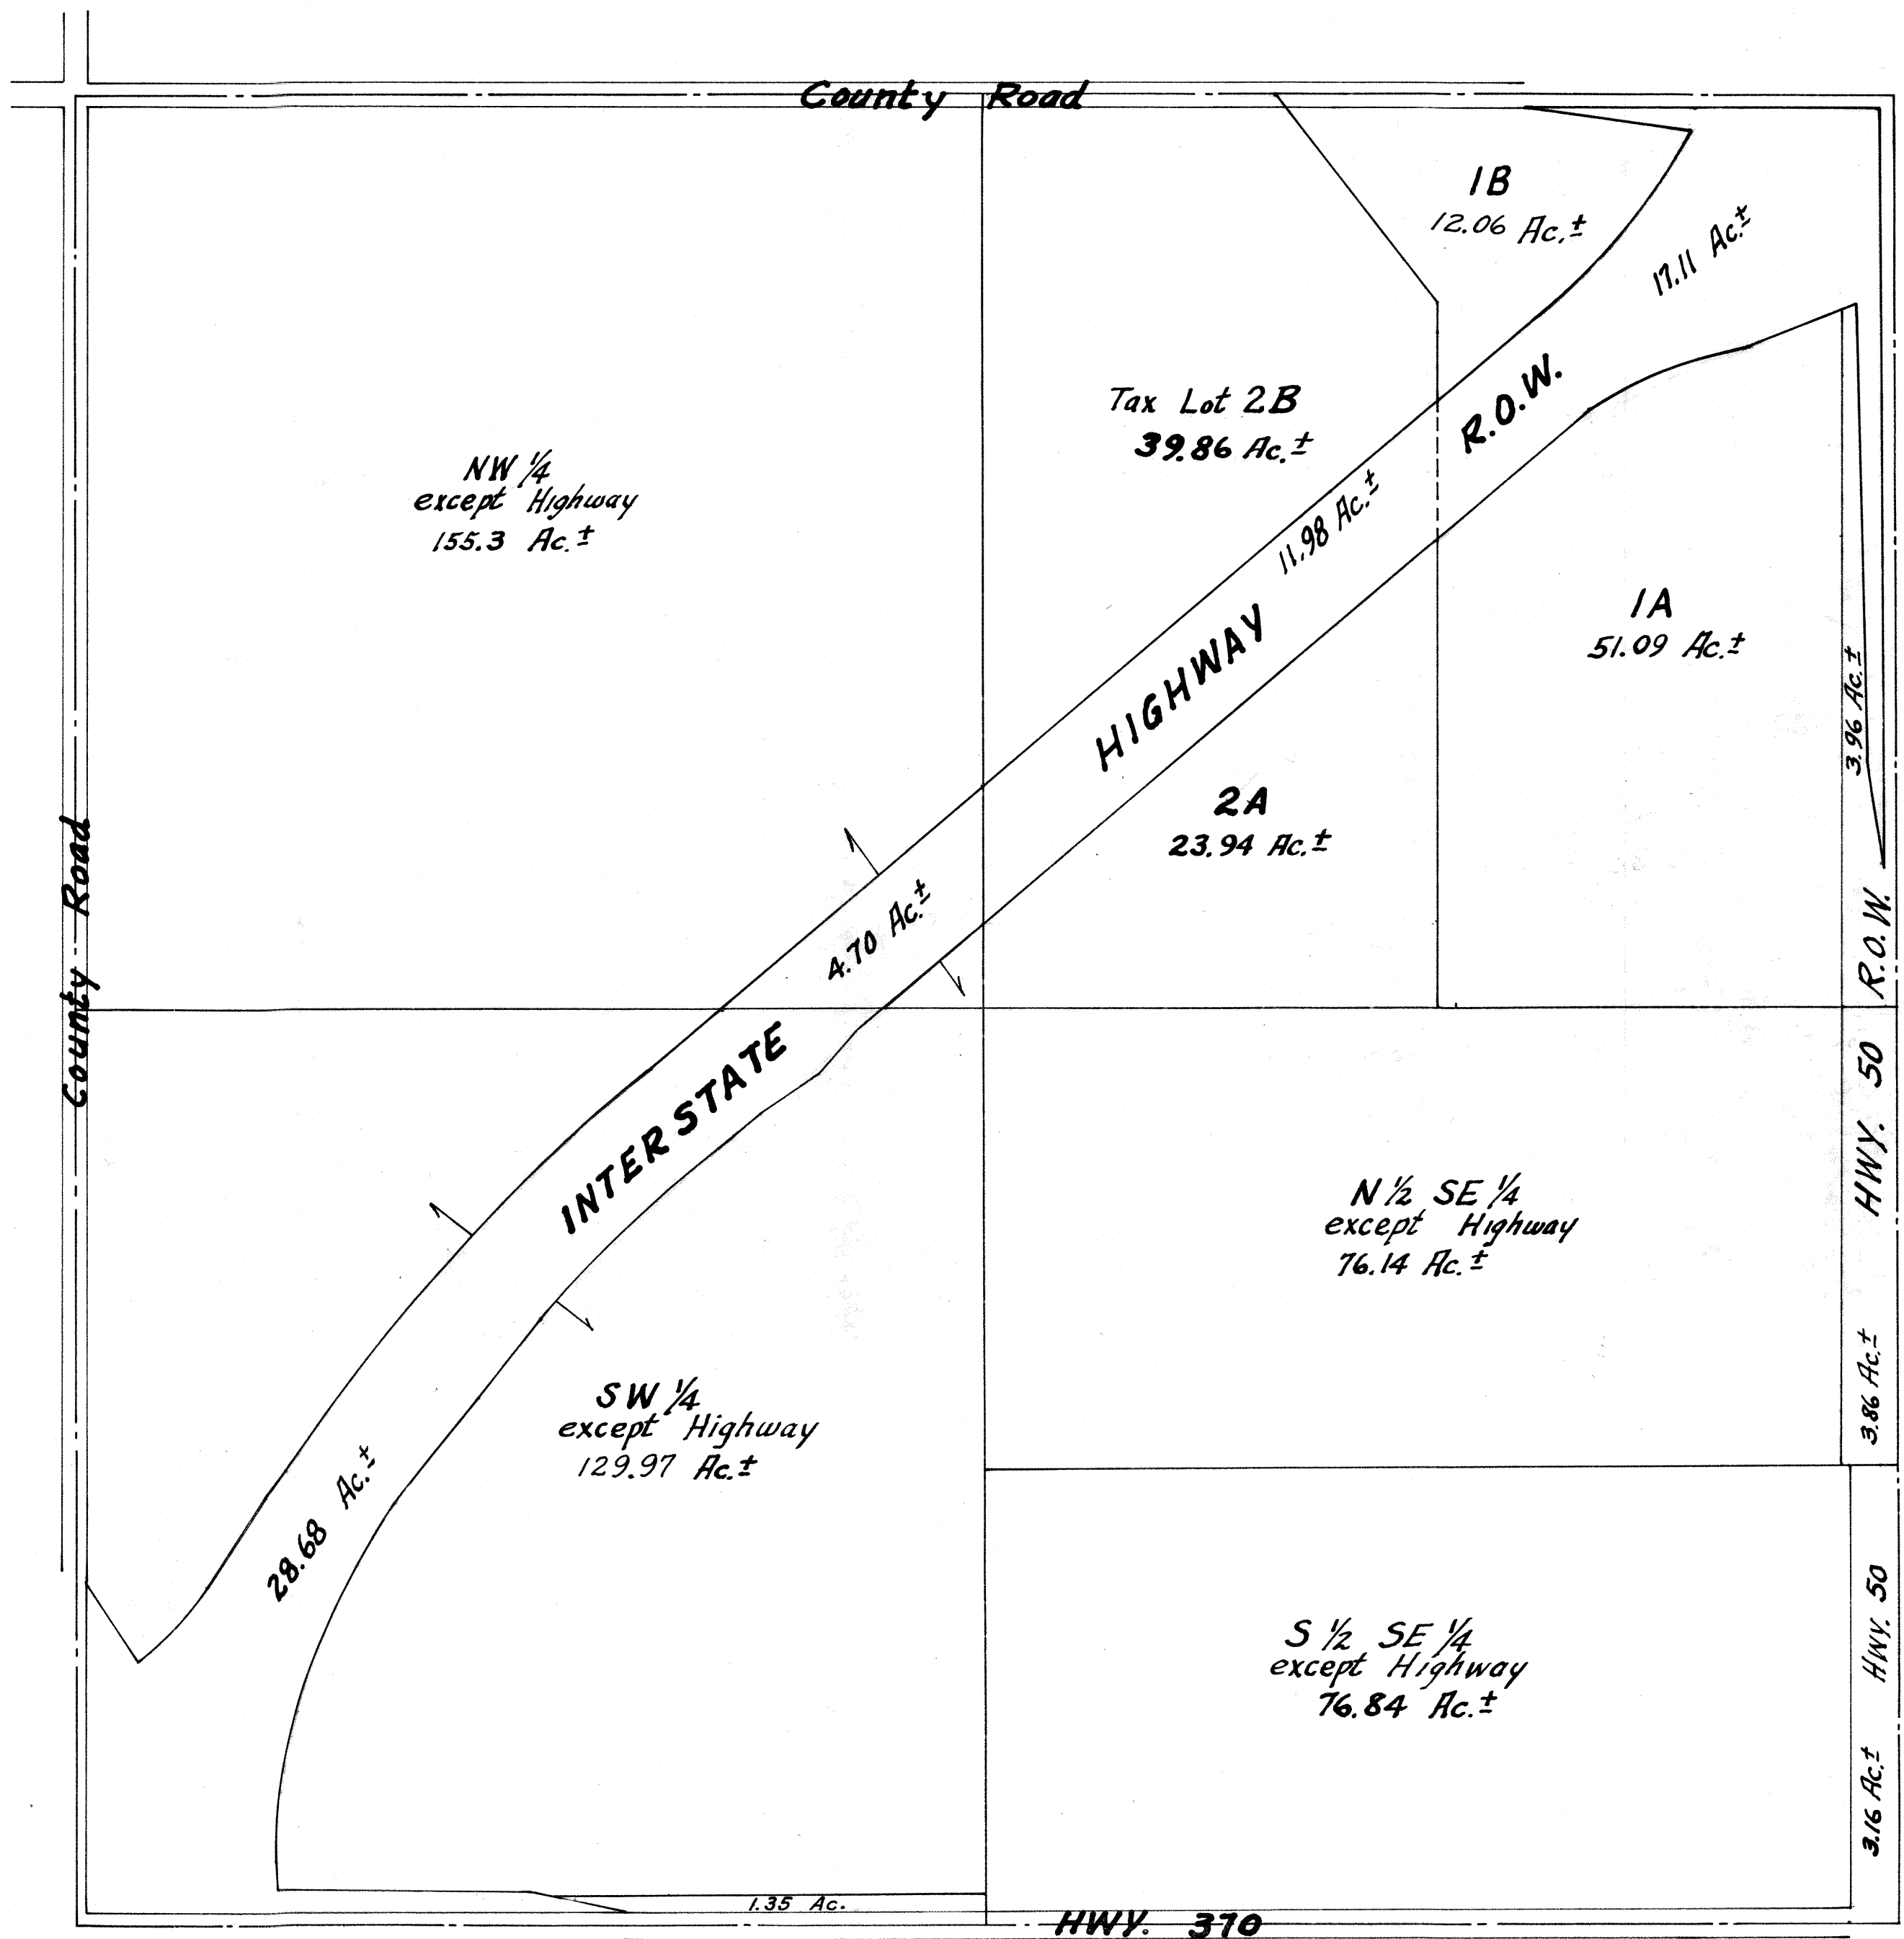 County Road
1B
12.06 Ac.±
17.11 Ac.±
Tax Lot 2B
39.86 Ac.±
R.O.W.
NW 1/4
except Highway
155.3 Ac.±
11.98 Ac.±
1A
51.09 Ac.±
HIGHWAY
3.96 Ac.±
2A
23.94 Ac.±
County Road
4.70 Ac.±
R.O.W.
INTERSTATE
HWY. 50
N 1/2 SE 1/4
except Highway
76.14 Ac.±
3.86 Ac.±
SW 1/4
except Highway
129.97 Ac.±
28.68 Ac.±
HWY. 50
S 1/2 SE 1/4
except Highway
76.84 Ac.±
3.16 Ac.±
1.35 Ac.
HWY. 370